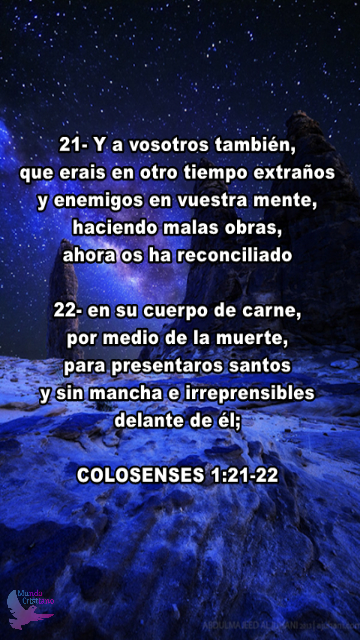 21- Y a vosotros también,
que erais en otro tiempo extraños
y enemigos en vuestra mente,
haciendo malas obras,
ahora os ha reconciliado
22- en su cuerpo de carne,
por medio de la muerte,
para presentaros santos
y sin mancha e irreprensibles
delante de él;
COLOSENSES 1:21-22
Mundo
Cristiano